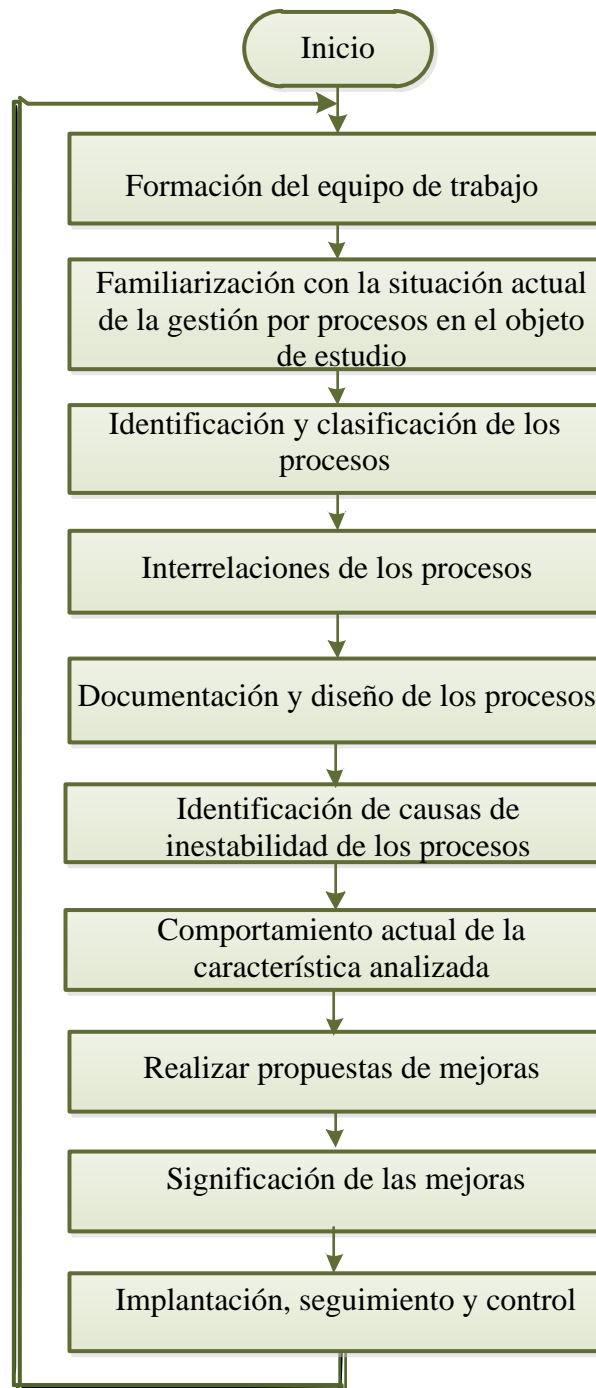 Inicio
Formación del equipo de trabajo
Familiarización con la situación actual
de la gestión por procesos en el objeto
de estudio
Identificación y clasificación de los
procesos
Interrelaciones de los procesos
Documentación y diseño de los procesos
Identificación de causas de
inestabilidad de los procesos
Comportamiento actual de la
característica analizada
Realizar propuestas de mejoras
Significación de las mejoras
Implantación, seguimiento y control